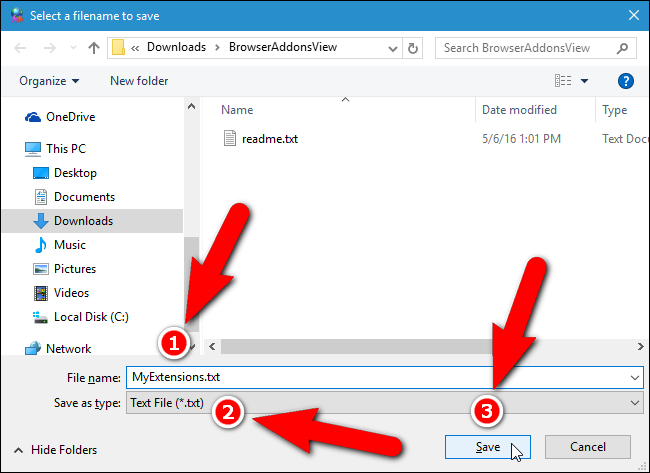 Select a filename to save
« Downloads › BrowserAddonsView
Search BrowserAddonsView
Organize
New folder
?
Name
Date modified
Type
readme.txt
5/6/16 1:01 PM
Text Doc
OneDrive
This PC
Desktop
Documents
Downloads
Music
Pictures
Videos
Local Disk (C:)
Network
1
File name:
MyExtensions.txt
Save as type:
Text File (*.txt)
2
3
Hide Folders
Save
Cancel